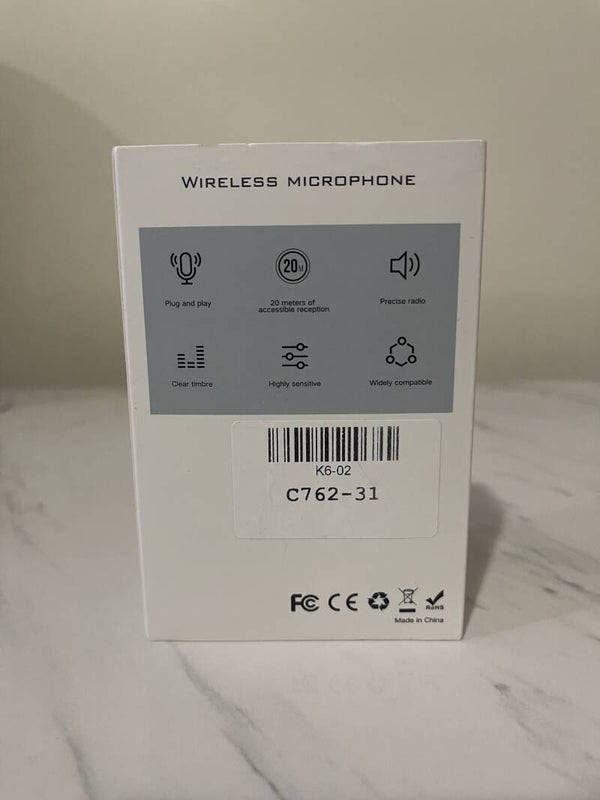 WIRELESS MICROPHONE
20M
Plug and play
20 meters of
accessible reception
Precise radio
Clear timbre
Highly sensitive
Widely compatible
K6-02
C762-31
FC CE
RoHS
Made in China